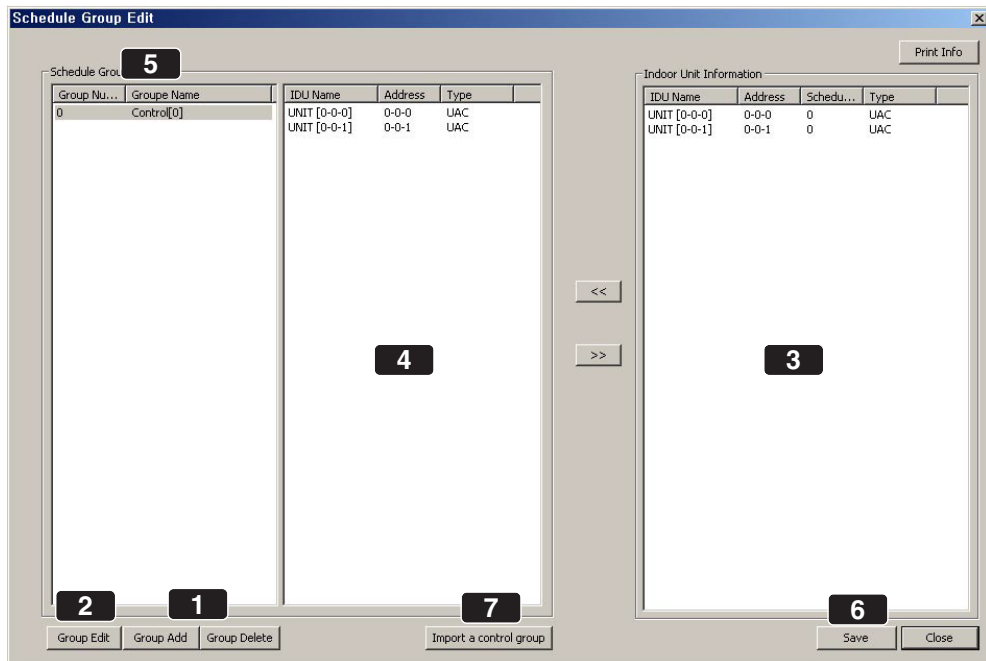 Schedule Group Edit
Print Info
Schedule Grou
5
Indoor Unit Information
Group Nu... Groupe Name
IDU Name Address Type
IDU Name Address Schedu... Type
0 Control[0]
UNIT [0-0-0] 0-0-0 UAC
UNIT [0-0-1] 0-0-1 UAC
UNIT [0-0-0] 0-0-0 0 UAC
UNIT [0-0-1] 0-0-1 0 UAC
<<
>>
4
3
2
1
7
6
Group Edit
Group Add
Group Delete
Import a control group
Save
Close